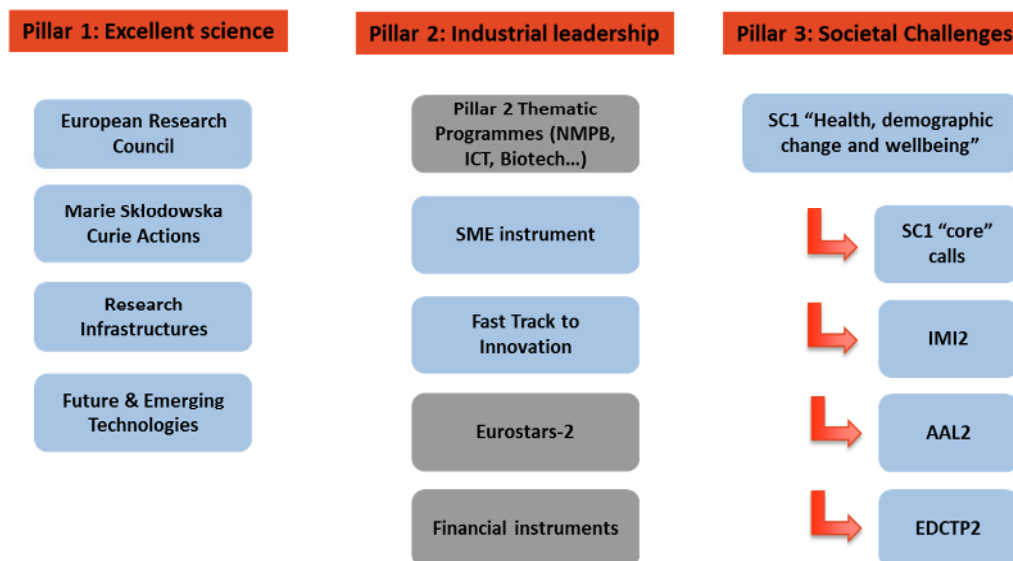 Pillar 1: Excellent science
European Research
Council
Marie Skłodowska
Curie Actions
Research
Infrastructures
Future & Emerging
Technologies
Pillar 2: Industrial leadership
Pillar 2 Thematic
Programmes (NMPB,
ICT, Biotech...)
SME instrument
Fast Track to
Innovation
Eurostars-2
Financial instruments
Pillar 3: Societal Challenges
SC1 “Health, demographic
change and wellbeing”
SC1 “core”
calls
IMI2
AAL2
EDCTP2